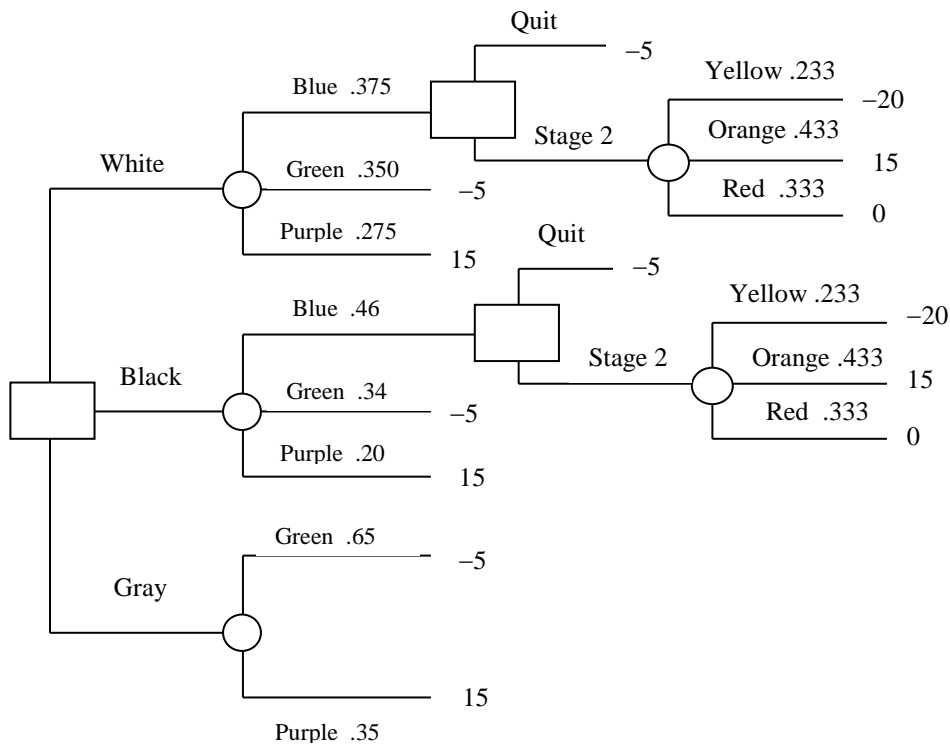 Quit
−5
Blue .375
Yellow .233
−20
Stage 2
Orange .433
15
White
Green .350
−5
Red .333
0
Purple .275
15
Quit
−5
Blue .46
Yellow .233
−20
Stage 2
Orange .433
15
Black
Green .34
−5
Red .333
0
Purple .20
15
Green .65
−5
Gray
15
Purple .35